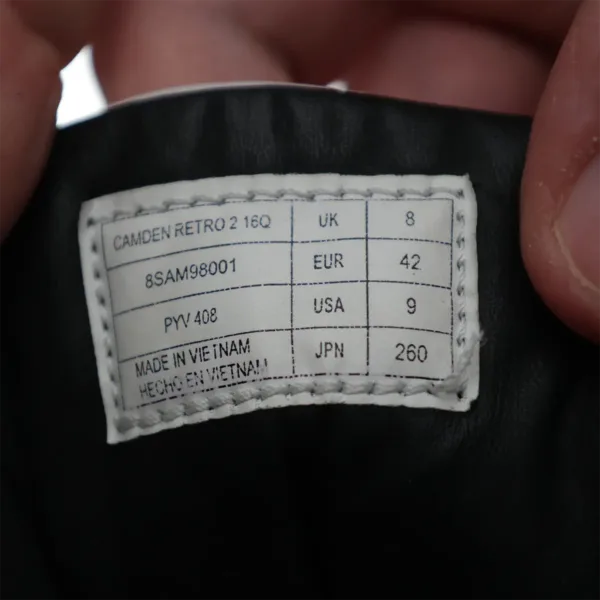 CAMDEN RETRO 2 16Q UK 8
8SAM98001 EUR 42
PYV 408 USA 9
MADE IN VIETNAM JPN 260
HECHO EN VIETNAM